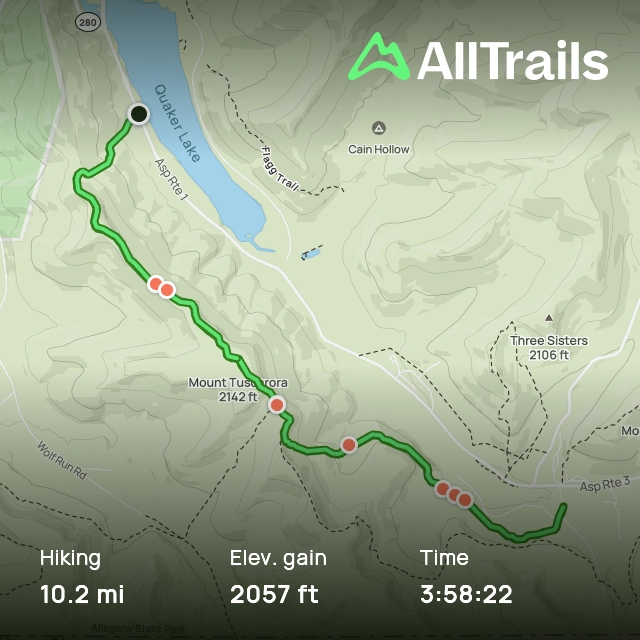 280
AllTrails
Quaker Lake
Cain Hollow
Flagg Trail
Asp Rte 1
Three Sisters
2106 ft
Mount Tuscarora
2142 ft
Mo
Wolf Run Rd
Asp Rte 3
Hiking
Elev. gain
Time
10.2 mi
2057 ft
3:58:22
Allegany State Park